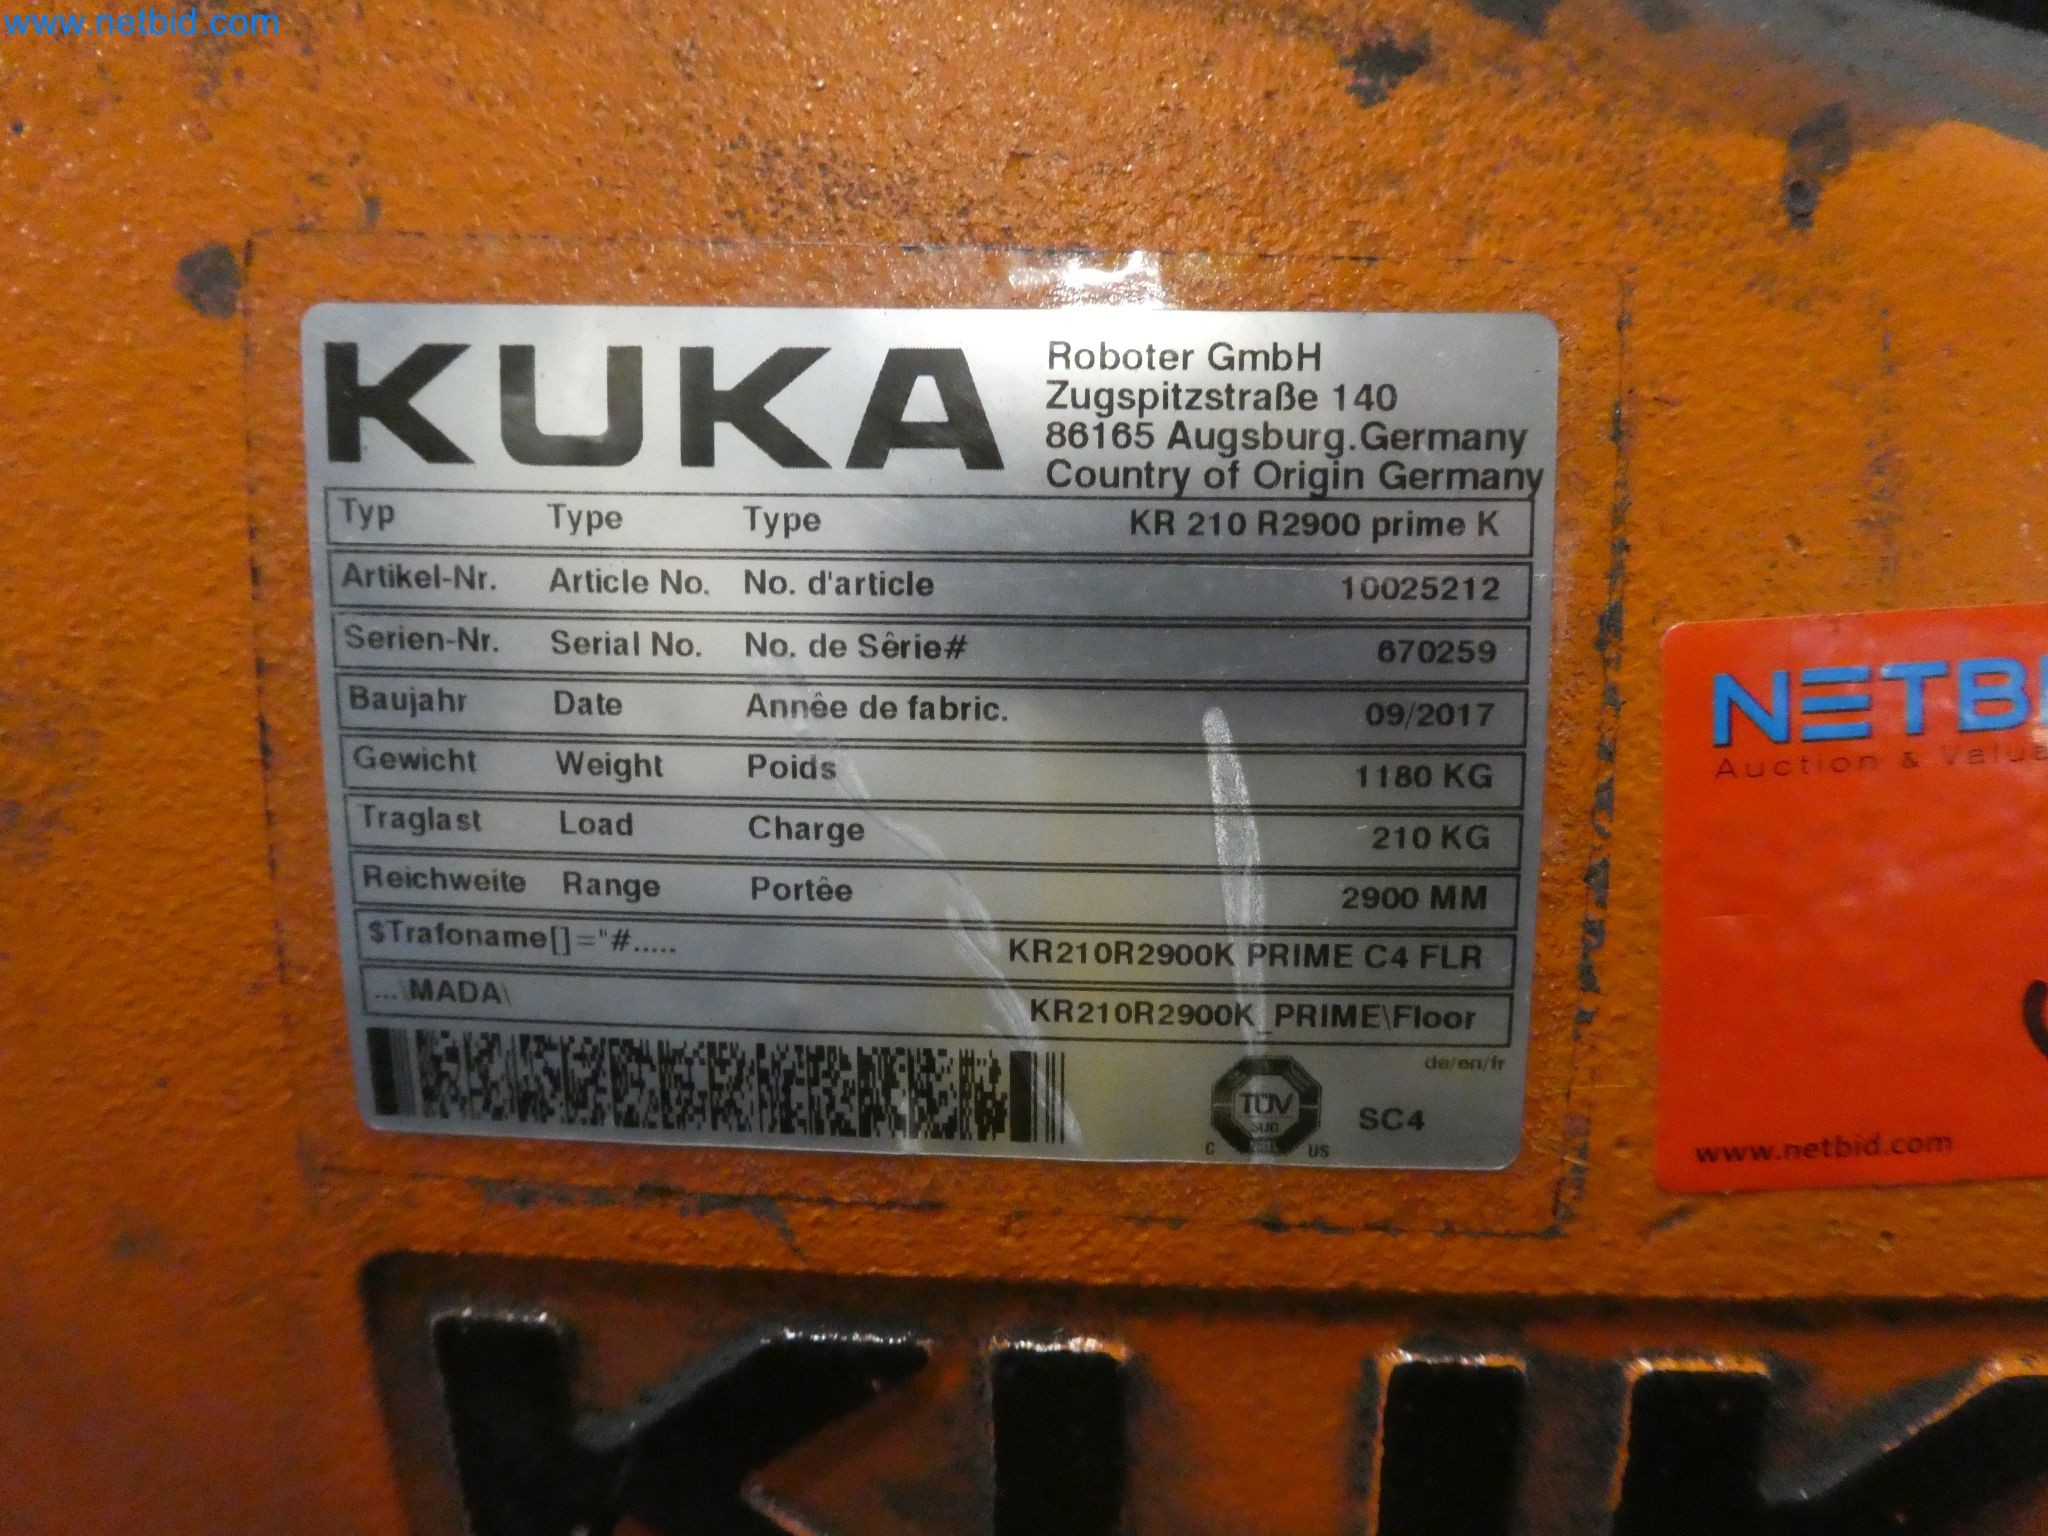 www.netbid.com
KUKA
Roboter GmbH
Zugspitzstraße 140
86165 Augsburg.Germany
Country of Origin Germany
Typ Type Type KR 210 R2900 prime K
Artikel-Nr. Article No. No. d'article 10025212
Serien-Nr. Serial No. No. de Sêrie# 670259
Baujahr Date Annêe de fabric. 09/2017
Gewicht Weight Poids 1180 KG
Traglast Load Charge 210 KG
Reichweite Range Portêe 2900 MM
$Trafoname[]="#..... KR210R2900K PRIME C4 FLR
...\MADA\ KR210R2900K_PRIME\Floor
de/en/fr
TÜV
SÜD
C US
SC4
NETB
Auction & Valua
www.netbid.com
KUK